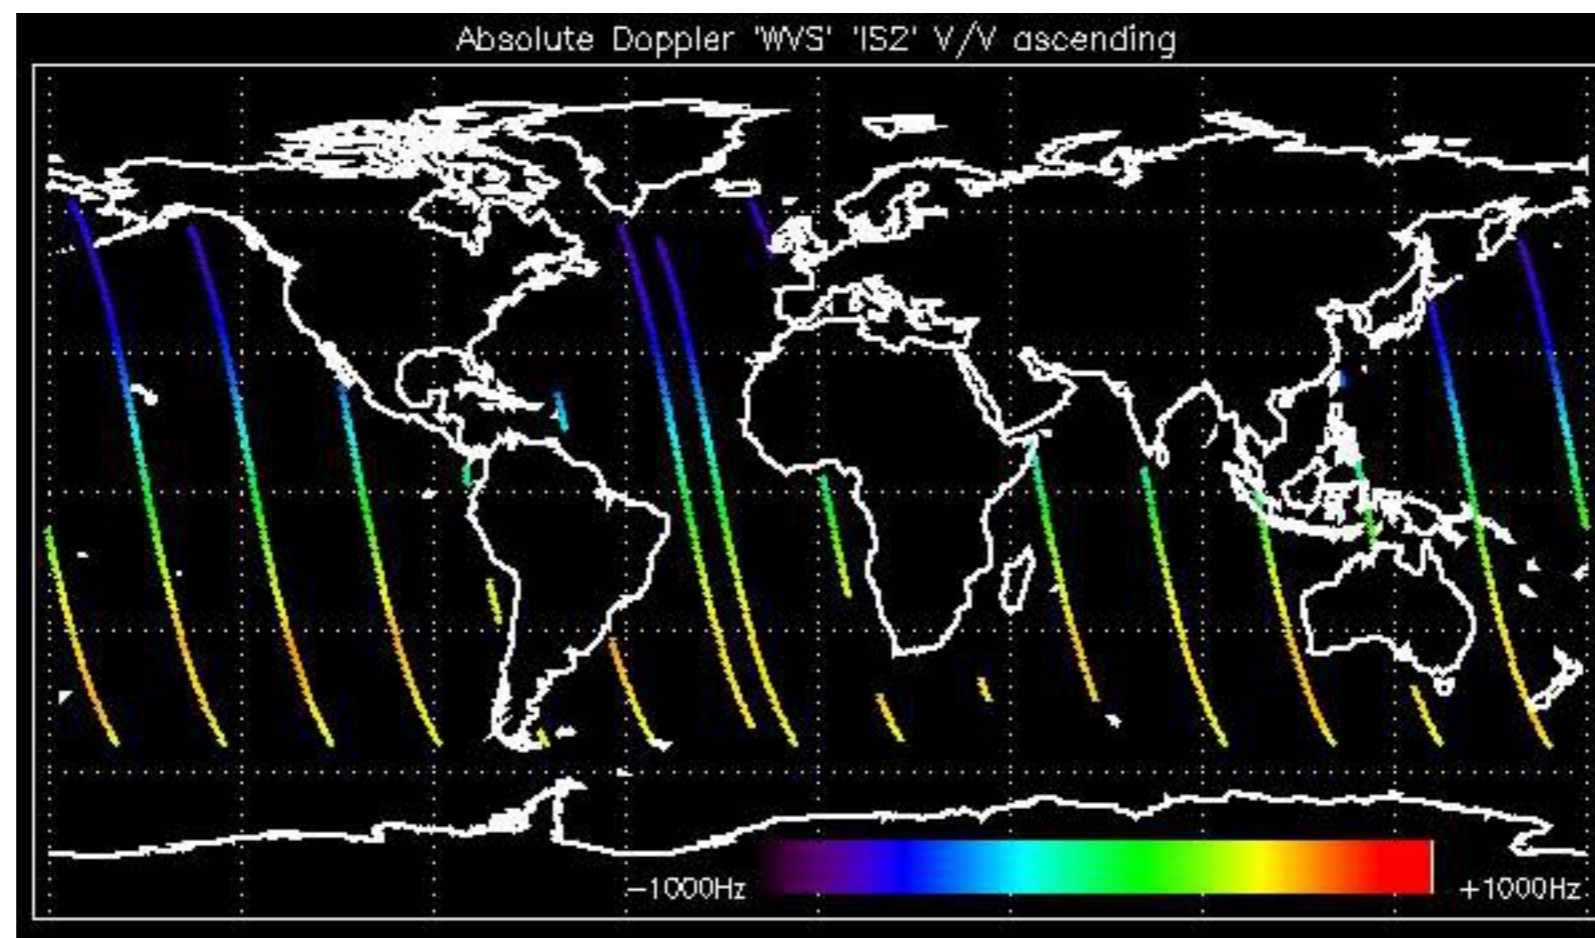 Absolute Doppler 'WVS' 'IS2' V/V ascending
−1000Hz
+1000Hz